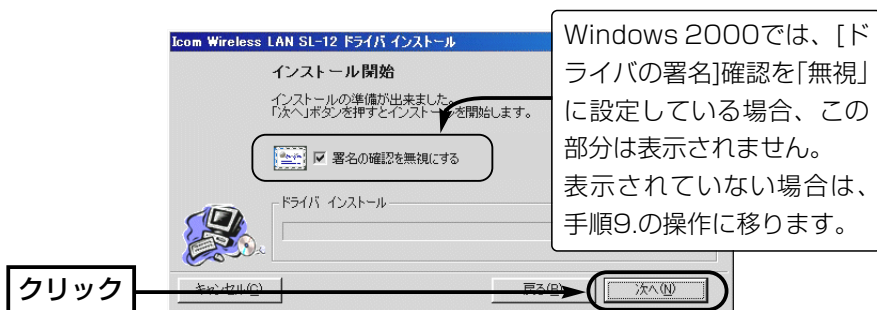 Icom Wireless LAN SL-12 ドライバ インストール
インストール開始
インストールの準備が出来ました。
「次へ」ボタンを押すとインストールを開始します。
署名の確認を無視にする
ドライバ インストール
キャンセル(C)
戻る(B)
次へ(N)
クリック
Windows 2000では、[ド
ライバの署名]確認を「無視」
に設定している場合、この
部分は表示されません。
表示されていない場合は、
手順9.の操作に移ります。